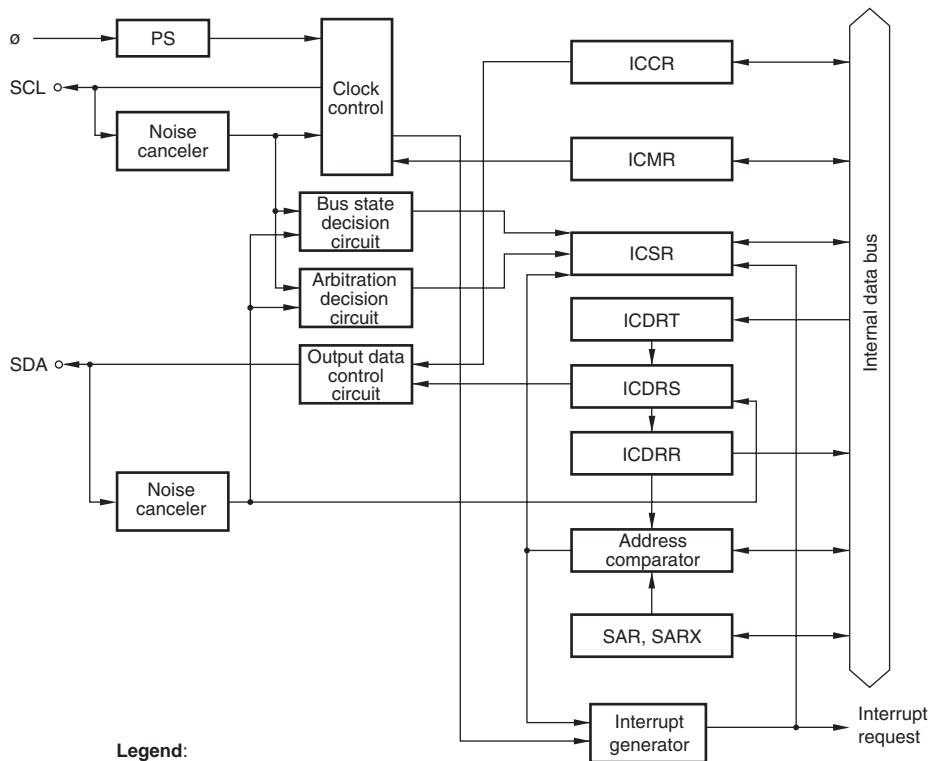 ø
PS
SCL
Clock
control
Noise
canceler
Bus state
decision
circuit
Arbitration
decision
circuit
SDA
Output data
control
circuit
Noise
canceler
ICCR
ICMR
ICSR
ICDRT
ICDRS
ICDRR
Address
comparator
SAR, SARX
Interrupt
generator
Internal data bus
Interrupt
request
Legend: